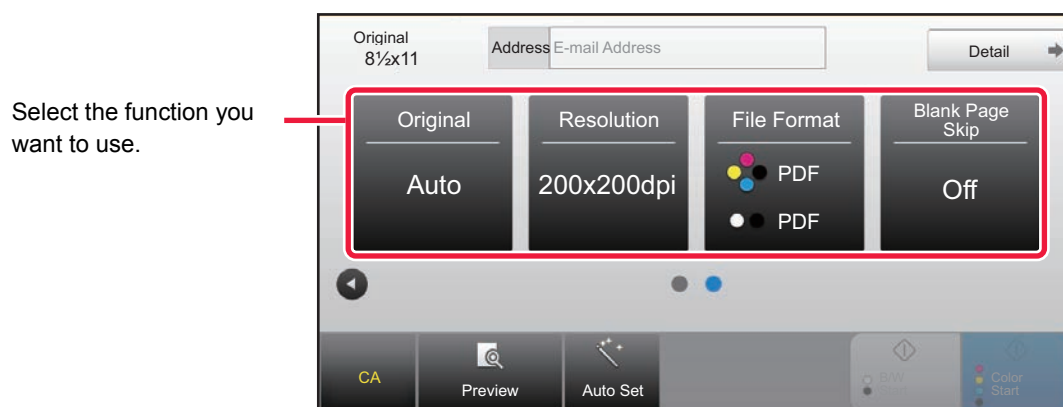 Original
8½x11
Address E-mail Address
Detail
Select the function you
want to use.
Original
Resolution
File Format
Blank Page
Skip
Auto
200x200dpi
PDF
PDF
Off
CA
Preview
Auto Set
B/W
Color
Start